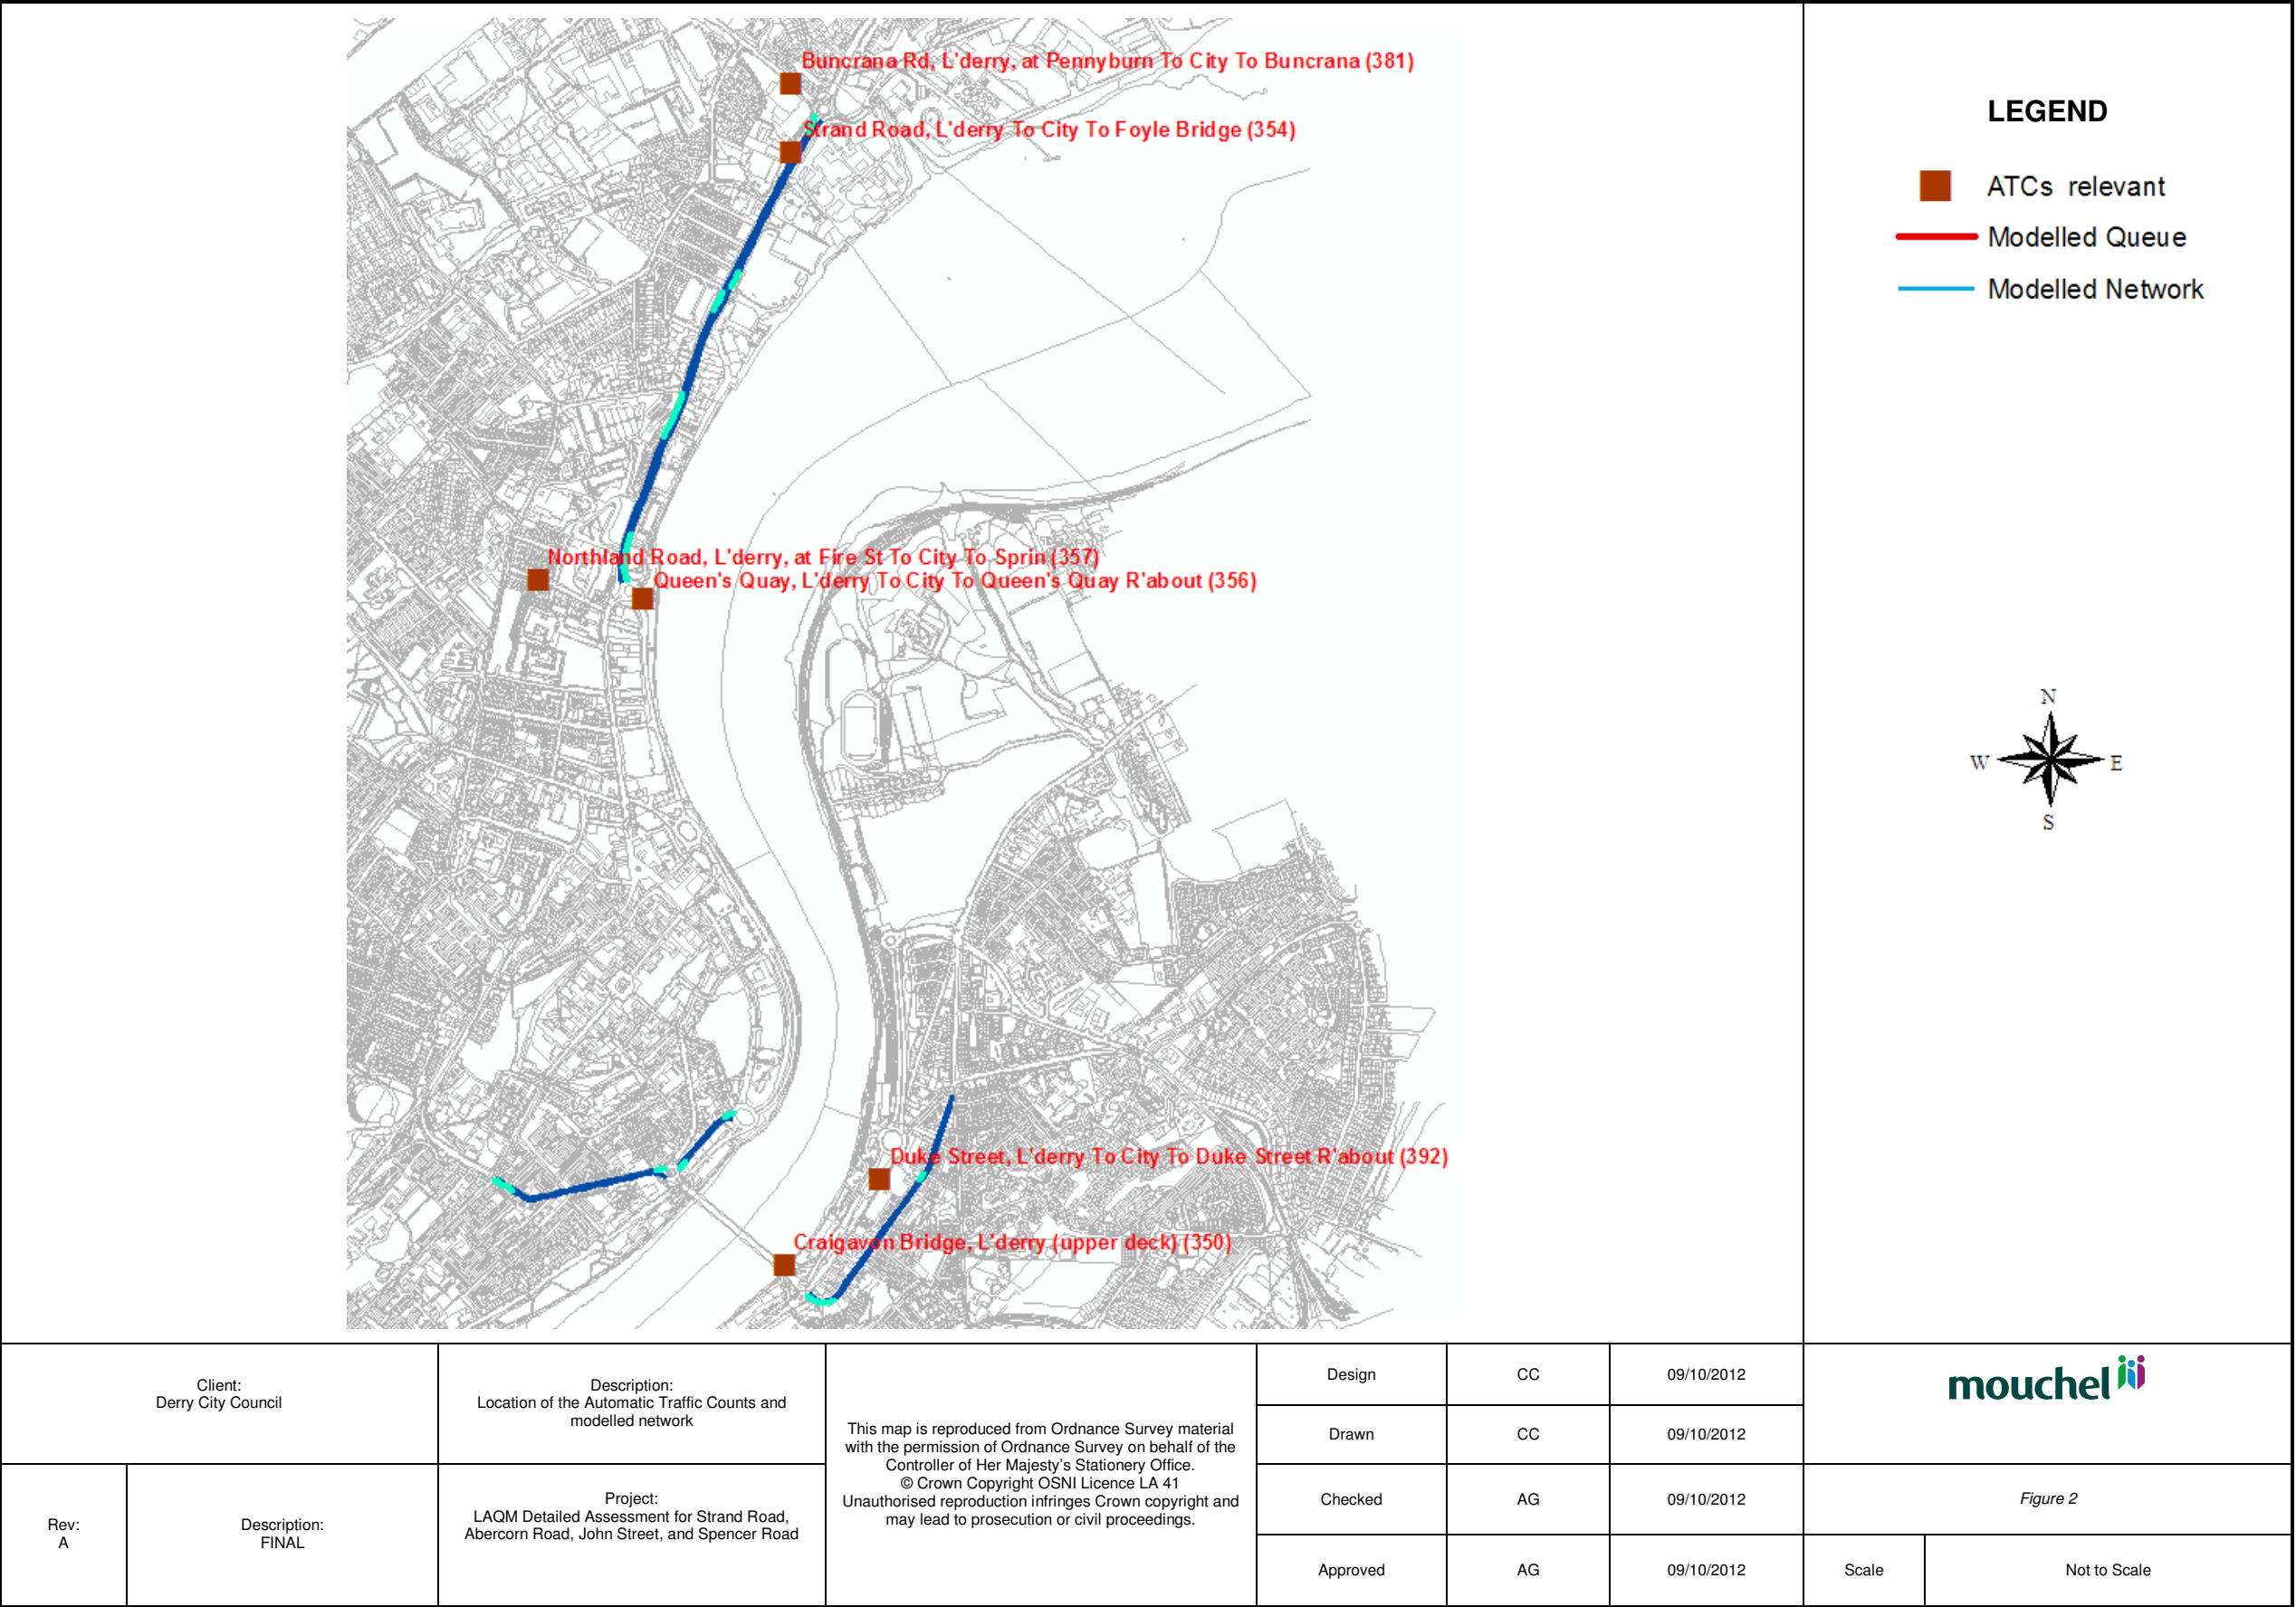 Buncrana Rd, L'derry, at Pennyburn To City To Buncrana (381)
Strand Road, L'derry To City To Foyle Bridge (354)
Northland Road, L'derry, at Fire St To City To Sprin (357)
Queen's Quay, L'derry To City To Queen's Quay R'about (356)
Duke Street, L'derry To City To Duke Street R'about (392)
Craigavon Bridge, L'derry (upper deck) (350)
LEGEND
ATCs relevant
Modelled Queue
Modelled Network
N
W
E
S
Client:
Derry City Council
Rev:
A
Description:
FINAL
Description:
Location of the Automatic Traffic Counts and
modelled network
Project:
LAQM Detailed Assessment for Strand Road,
Abercorn Road, John Street, and Spencer Road
This map is reproduced from Ordnance Survey material
with the permission of Ordnance Survey on behalf of the
Controller of Her Majesty's Stationery Office.
© Crown Copyright OSNI Licence LA 41
Unauthorised reproduction infringes Crown copyright and
may lead to prosecution or civil proceedings.
Design CC 09/10/2012
Drawn CC 09/10/2012
Checked AG 09/10/2012
Approved AG 09/10/2012
mouchel
Figure 2
Scale Not to Scale